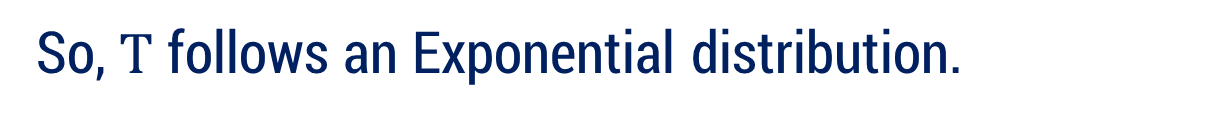 So, T follows an Exponential distribution.